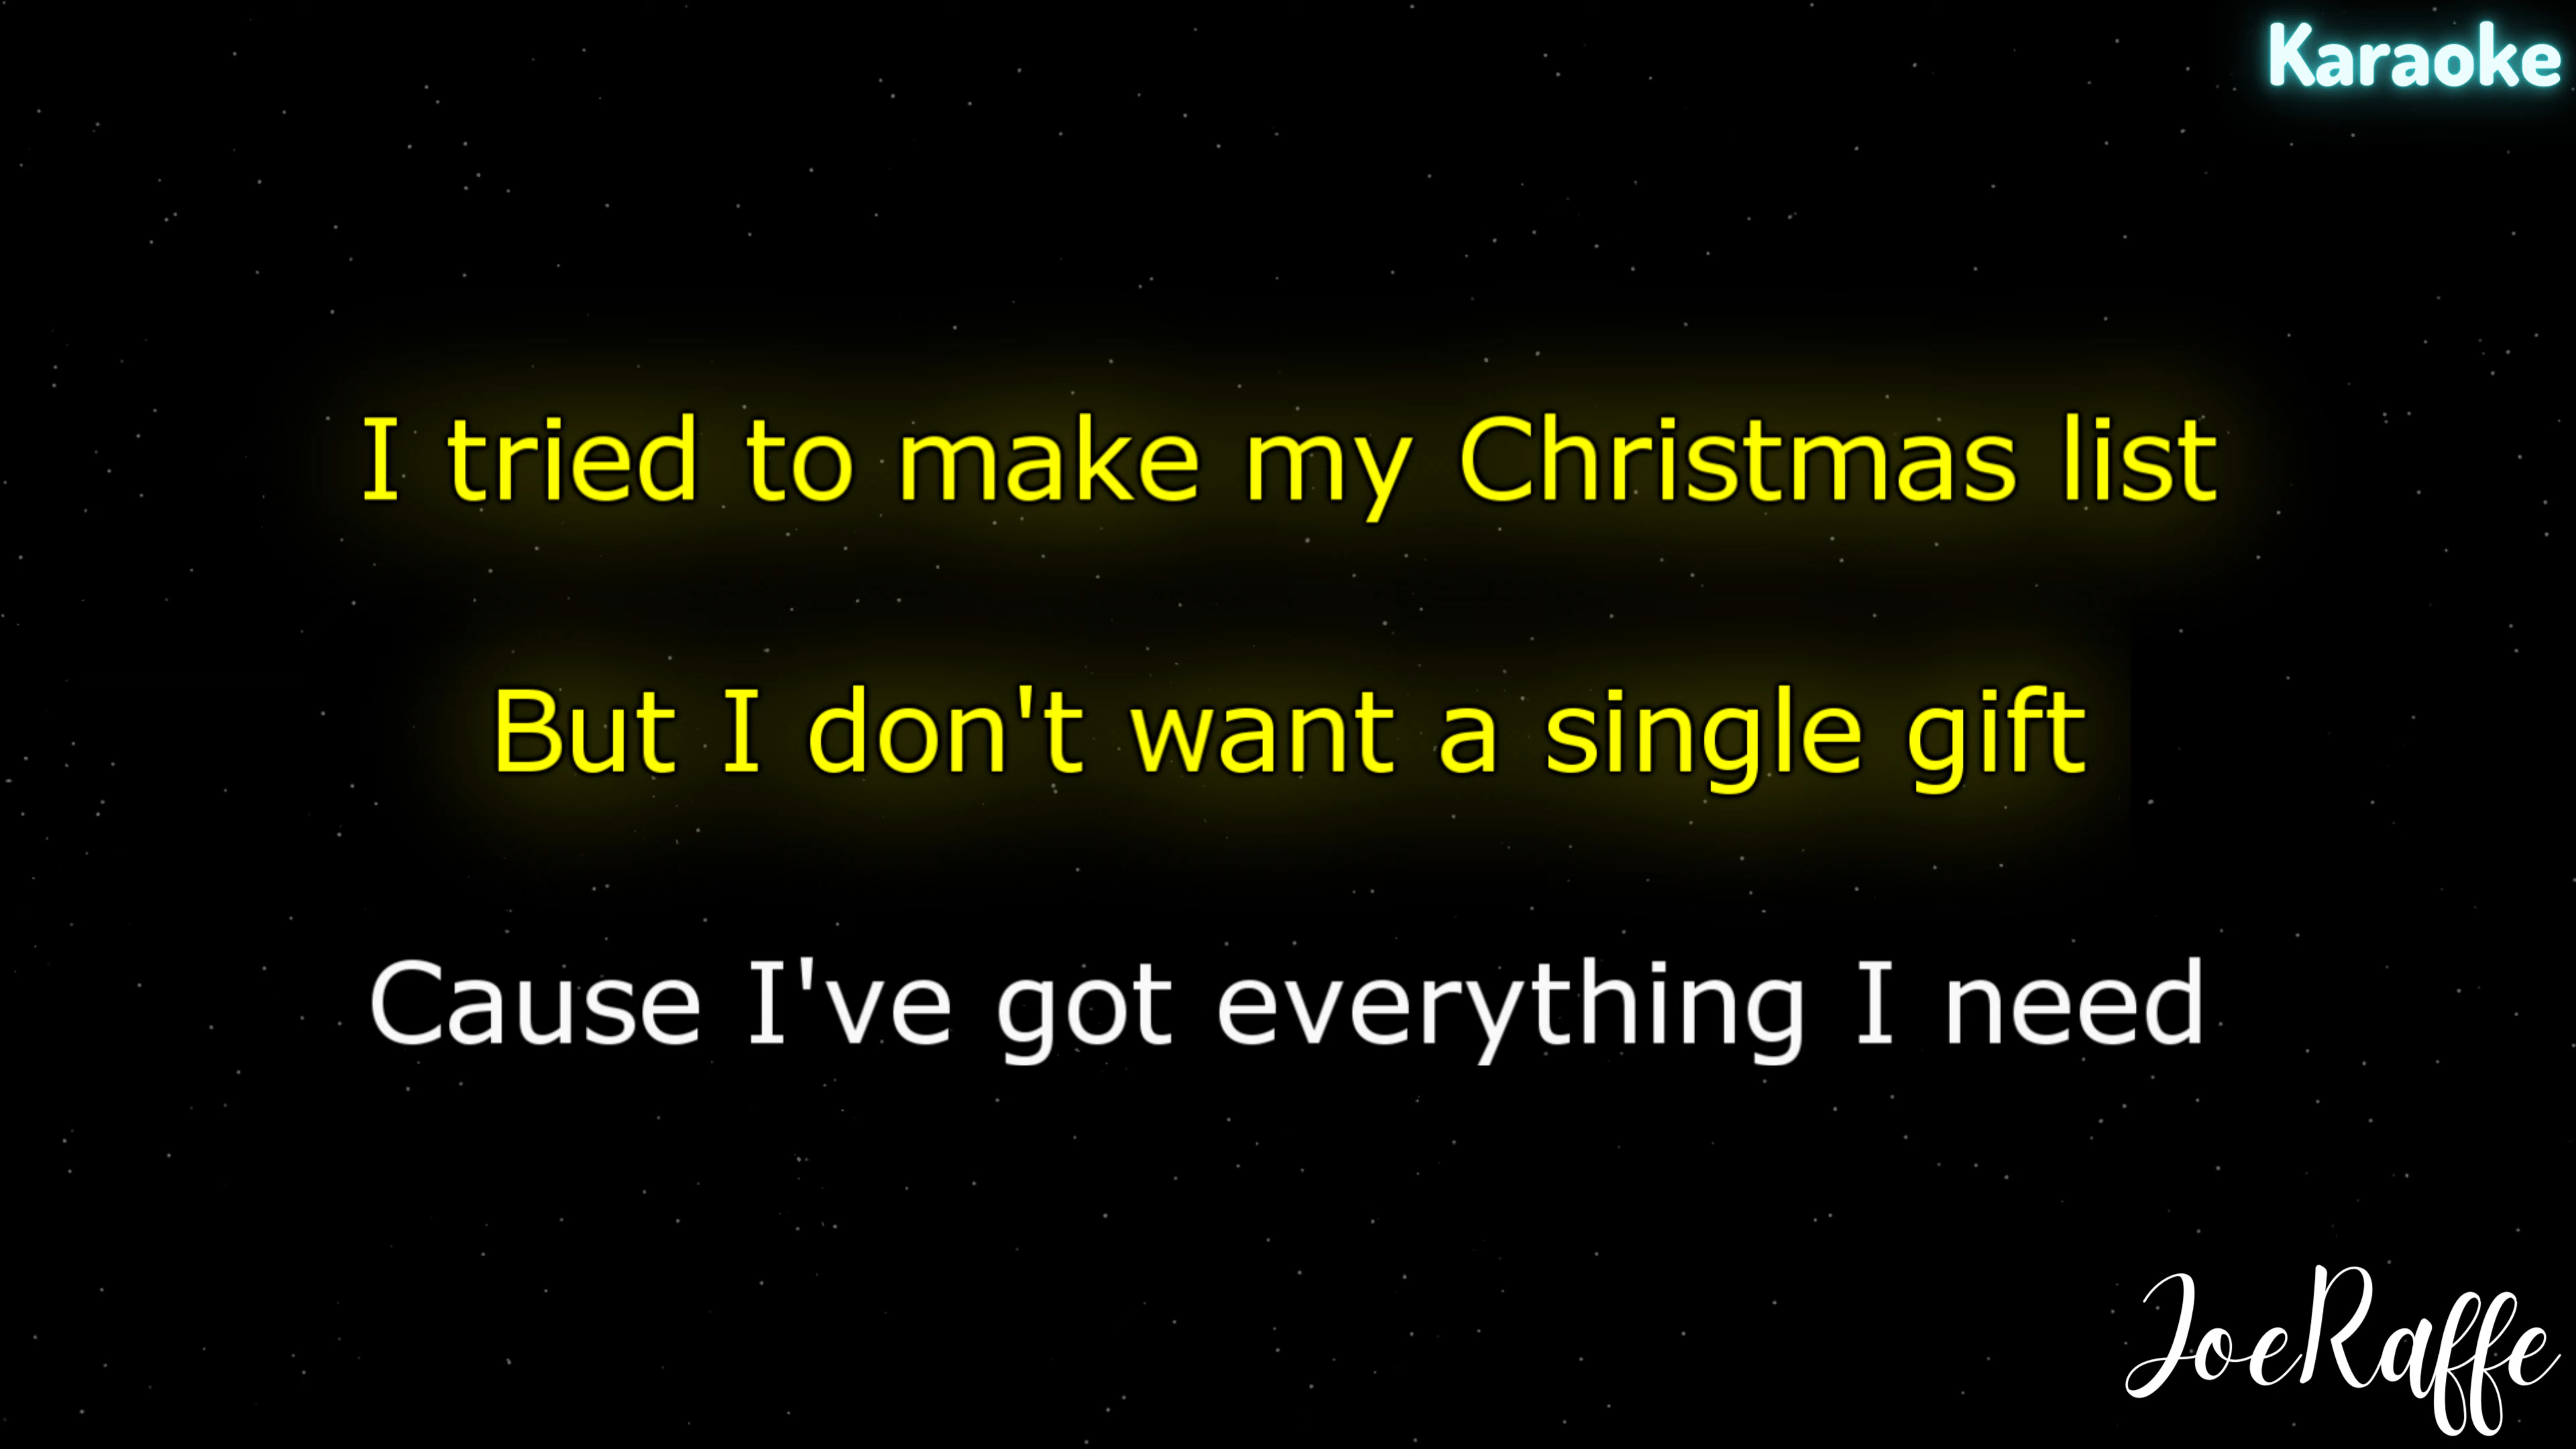 Karaoke
I tried to make my Christmas list
But I don't want a single gift
Cause I've got everything I need
JoeRaffe